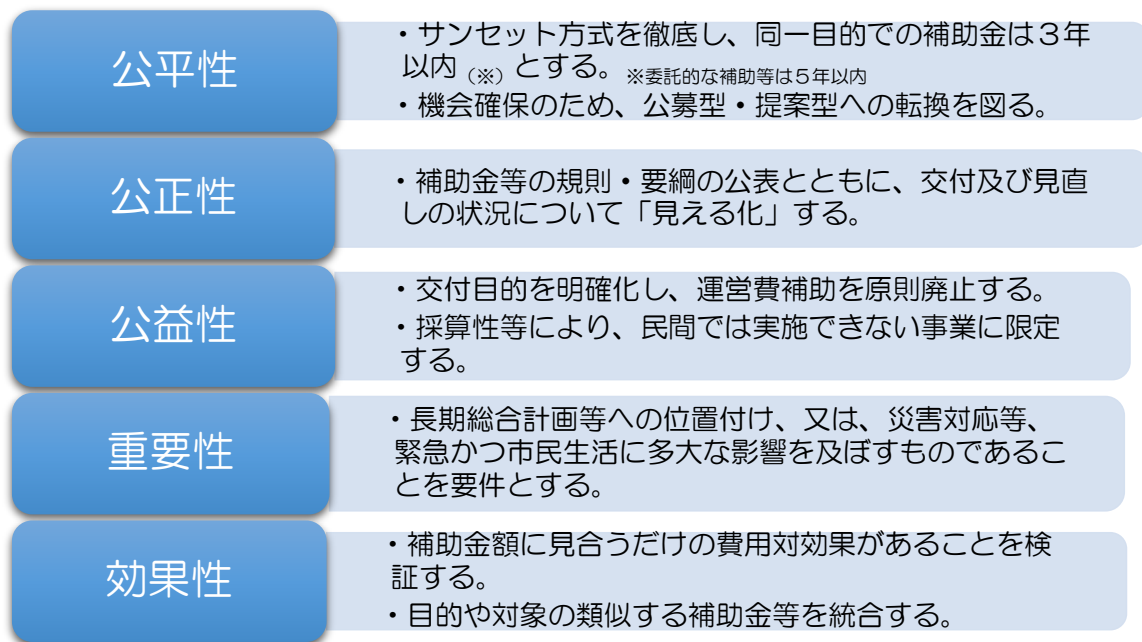 公平性
・サンセット方式を徹底し、同一目的での補助金は３年
以内（※）とする。※委託的な補助等は５年以内
・機会確保のため、公募型・提案型への転換を図る。
公正性
・補助金等の規則・要綱の公表とともに、交付及び見直
しの状況について「見える化」する。
公益性
・交付目的を明確化し、運営費補助を原則廃止する。
・採算性等により、民間では実施できない事業に限定
する。
重要性
・長期総合計画等への位置付け、又は、災害対応等、
緊急かつ市民生活に多大な影響を及ぼすものであるこ
とを要件とする。
効果性
・補助金額に見合うだけの費用対効果があることを検
証する。
・目的や対象の類似する補助金等を統合する。